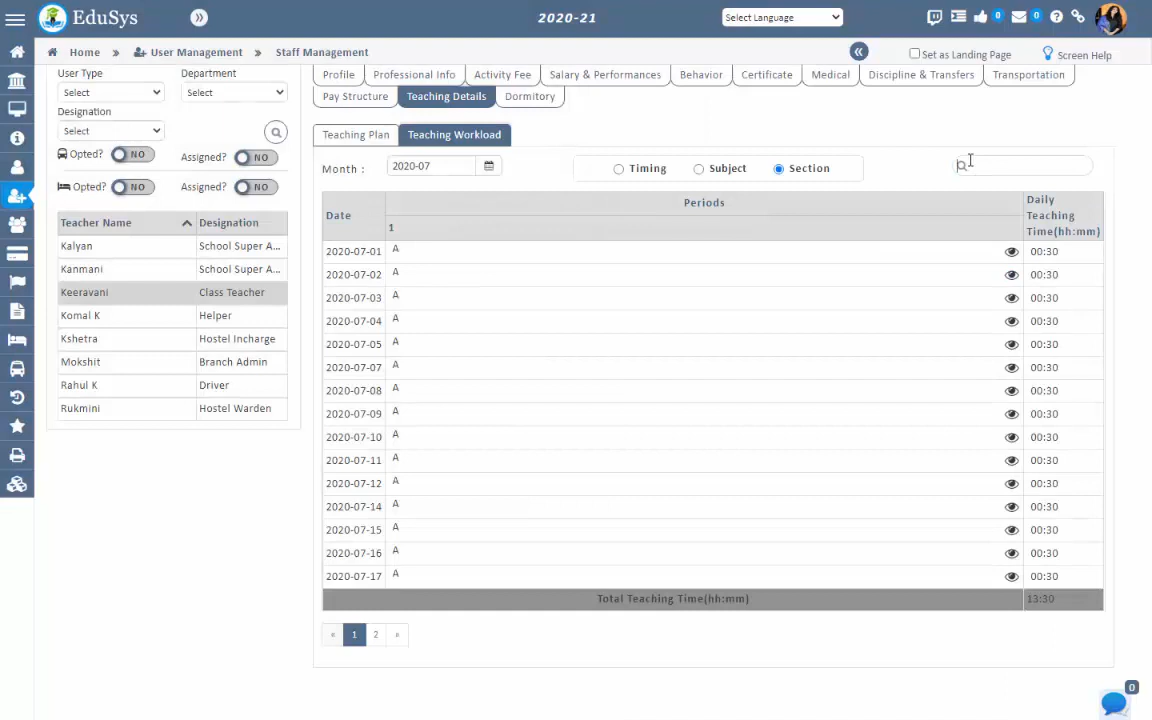 EduSys
2020-21
Select Language
0
0
Home » User Management » Staff Management
Set as Landing Page
Screen Help
User Type
Department
Select
Select
Designation
Select
Opted? NO Assigned? NO
Opted? NO Assigned? NO
Teacher Name Designation
Kalyan School Super A...
Kanmani School Super A...
Keeravani Class Teacher
Komal K Helper
Kshetra Hostel Incharge
Mokshit Branch Admin
Rahul K Driver
Rukmini Hostel Warden
Profile Professional Info Activity Fee Salary & Performances Behavior Certificate Medical Discipline & Transfers Transportation
Pay Structure Teaching Details Dormitory
Teaching Plan Teaching Workload
Month : 2020-07 Timing Subject Section
Date Periods Daily Teaching Time(hh:mm)
1
2020-07-01 A 00:30
2020-07-02 A 00:30
2020-07-03 A 00:30
2020-07-04 A 00:30
2020-07-05 A 00:30
2020-07-07 A 00:30
2020-07-08 A 00:30
2020-07-09 A 00:30
2020-07-10 A 00:30
2020-07-11 A 00:30
2020-07-12 A 00:30
2020-07-14 A 00:30
2020-07-15 A 00:30
2020-07-16 A 00:30
2020-07-17 A 00:30
Total Teaching Time(hh:mm) 13:30
« 1 2 »
0